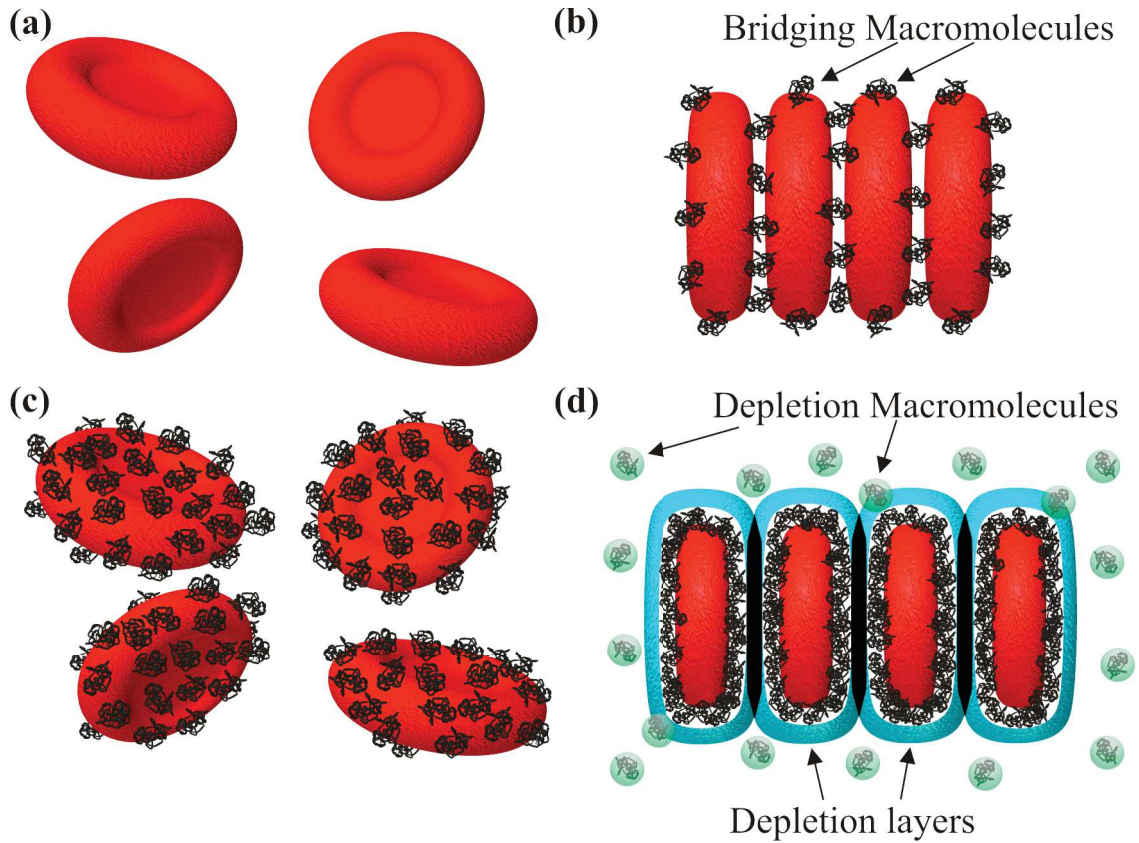 (a)
(b)
Bridging Macromolecules
(c)
(d)
Depletion Macromolecules
Depletion layers